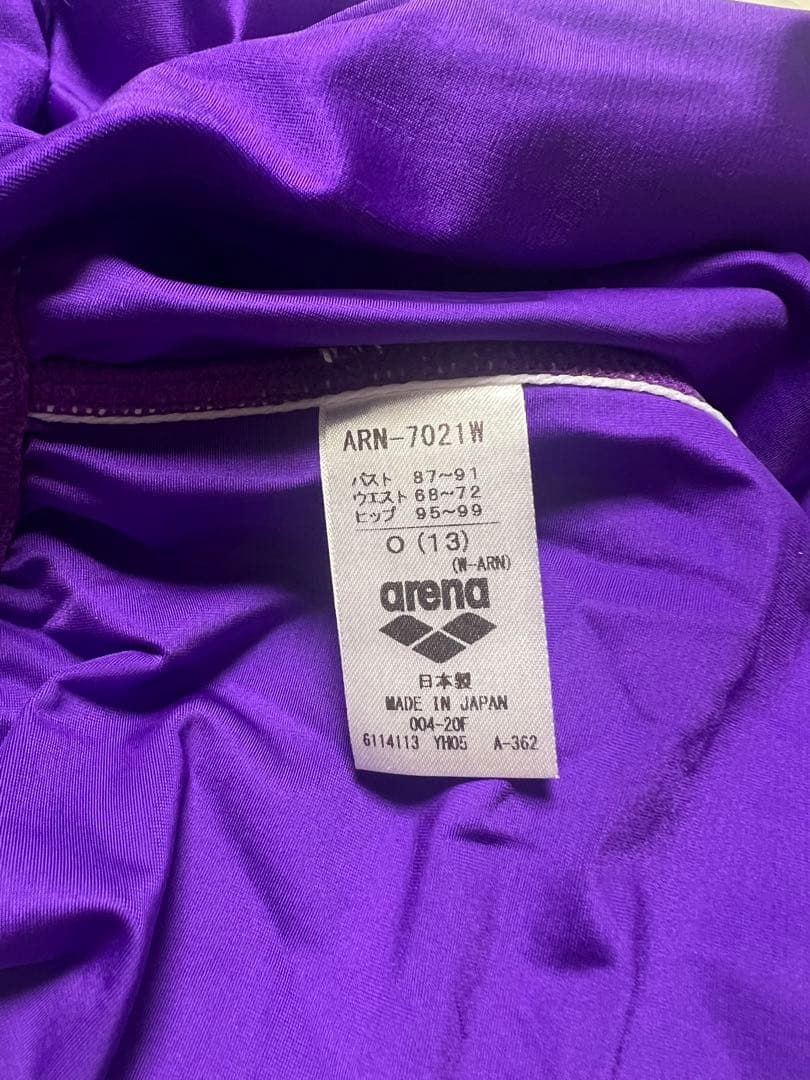 ARN-7021W
バスト 87~91
ウエスト 68~72
ヒップ 95~99
O (13)
(W-ARN)
arena
日本製
MADE IN JAPAN
004-20F
6114113 YH05 A-362